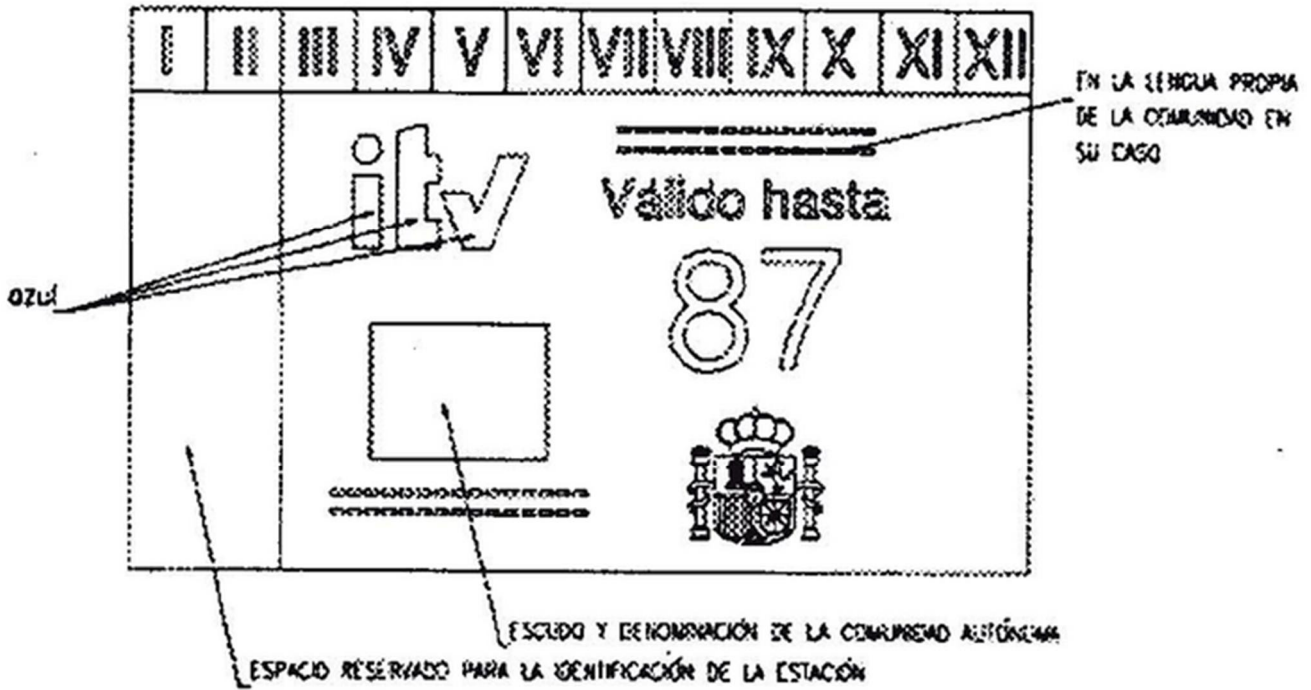 I II III IV V VI VII VIII IX X XI XII
EN LA LENGUA PROPIA
DE LA COMUNIDAD EN
SU CASO
itv
Válido hasta
87
azul
ESCUDO Y DENOMINACIÓN DE LA COMUNIDAD AUTÓNOMA
ESPACIO RESERVADO PARA LA IDENTIFICACIÓN DE LA ESTACIÓN